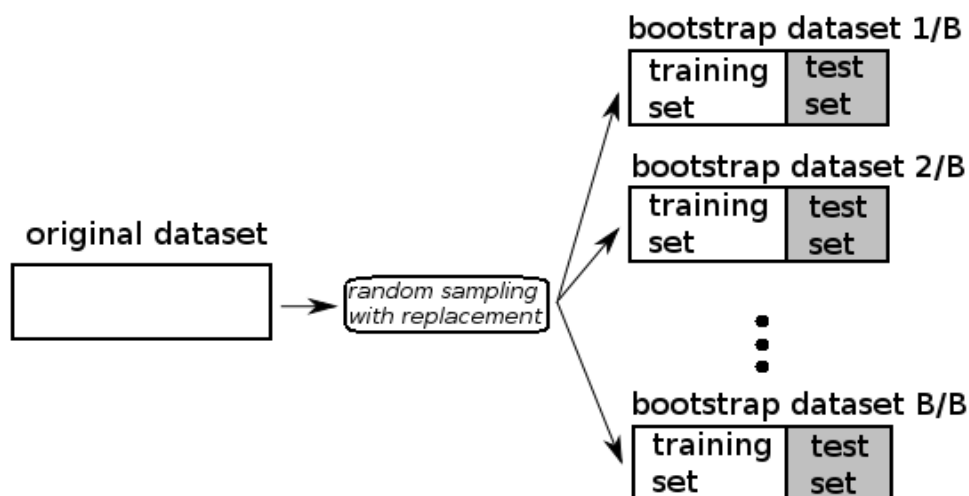 original dataset
random sampling
with replacement
bootstrap dataset 1/B
training
set
test
set
bootstrap dataset 2/B
training
set
test
set
bootstrap dataset B/B
training
set
test
set